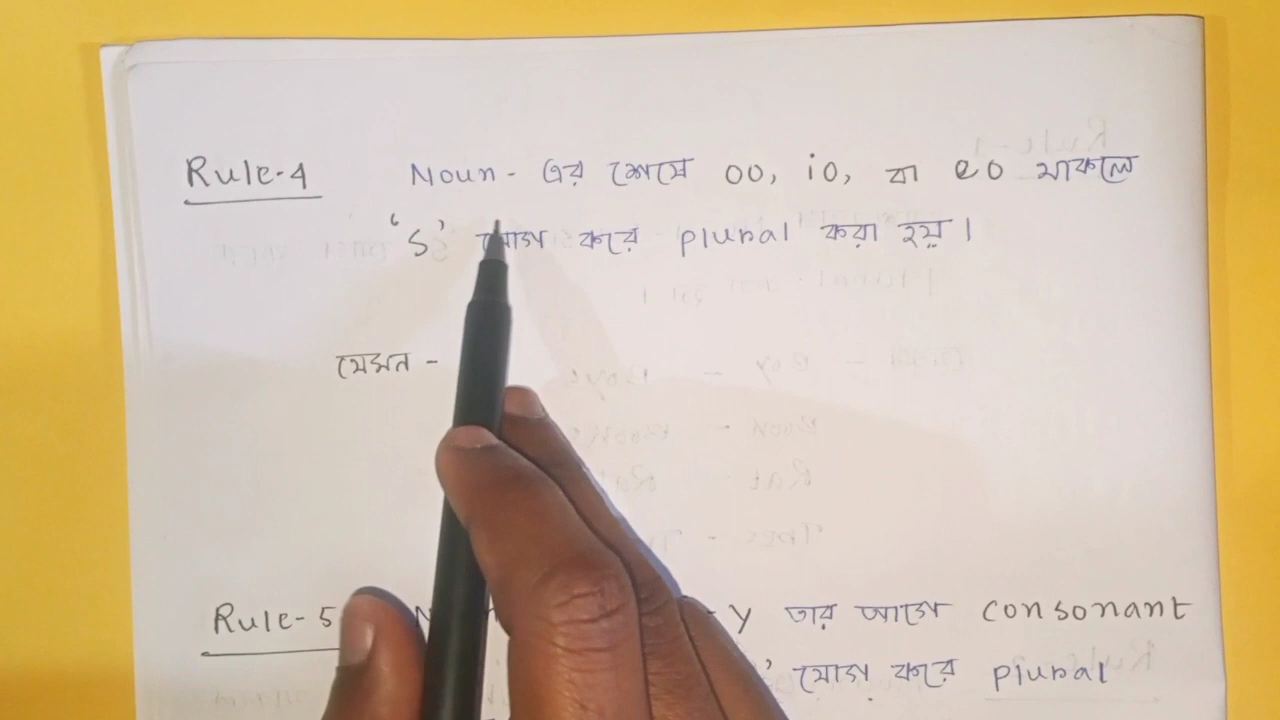 Rule-4 Noun - এর শেষে oo, io, বা eo থাকলে
'S' যোগ করে plural করা হয়।
যেমন -
Rule-5 - y তার আগে consonant
' যোগ করে plural